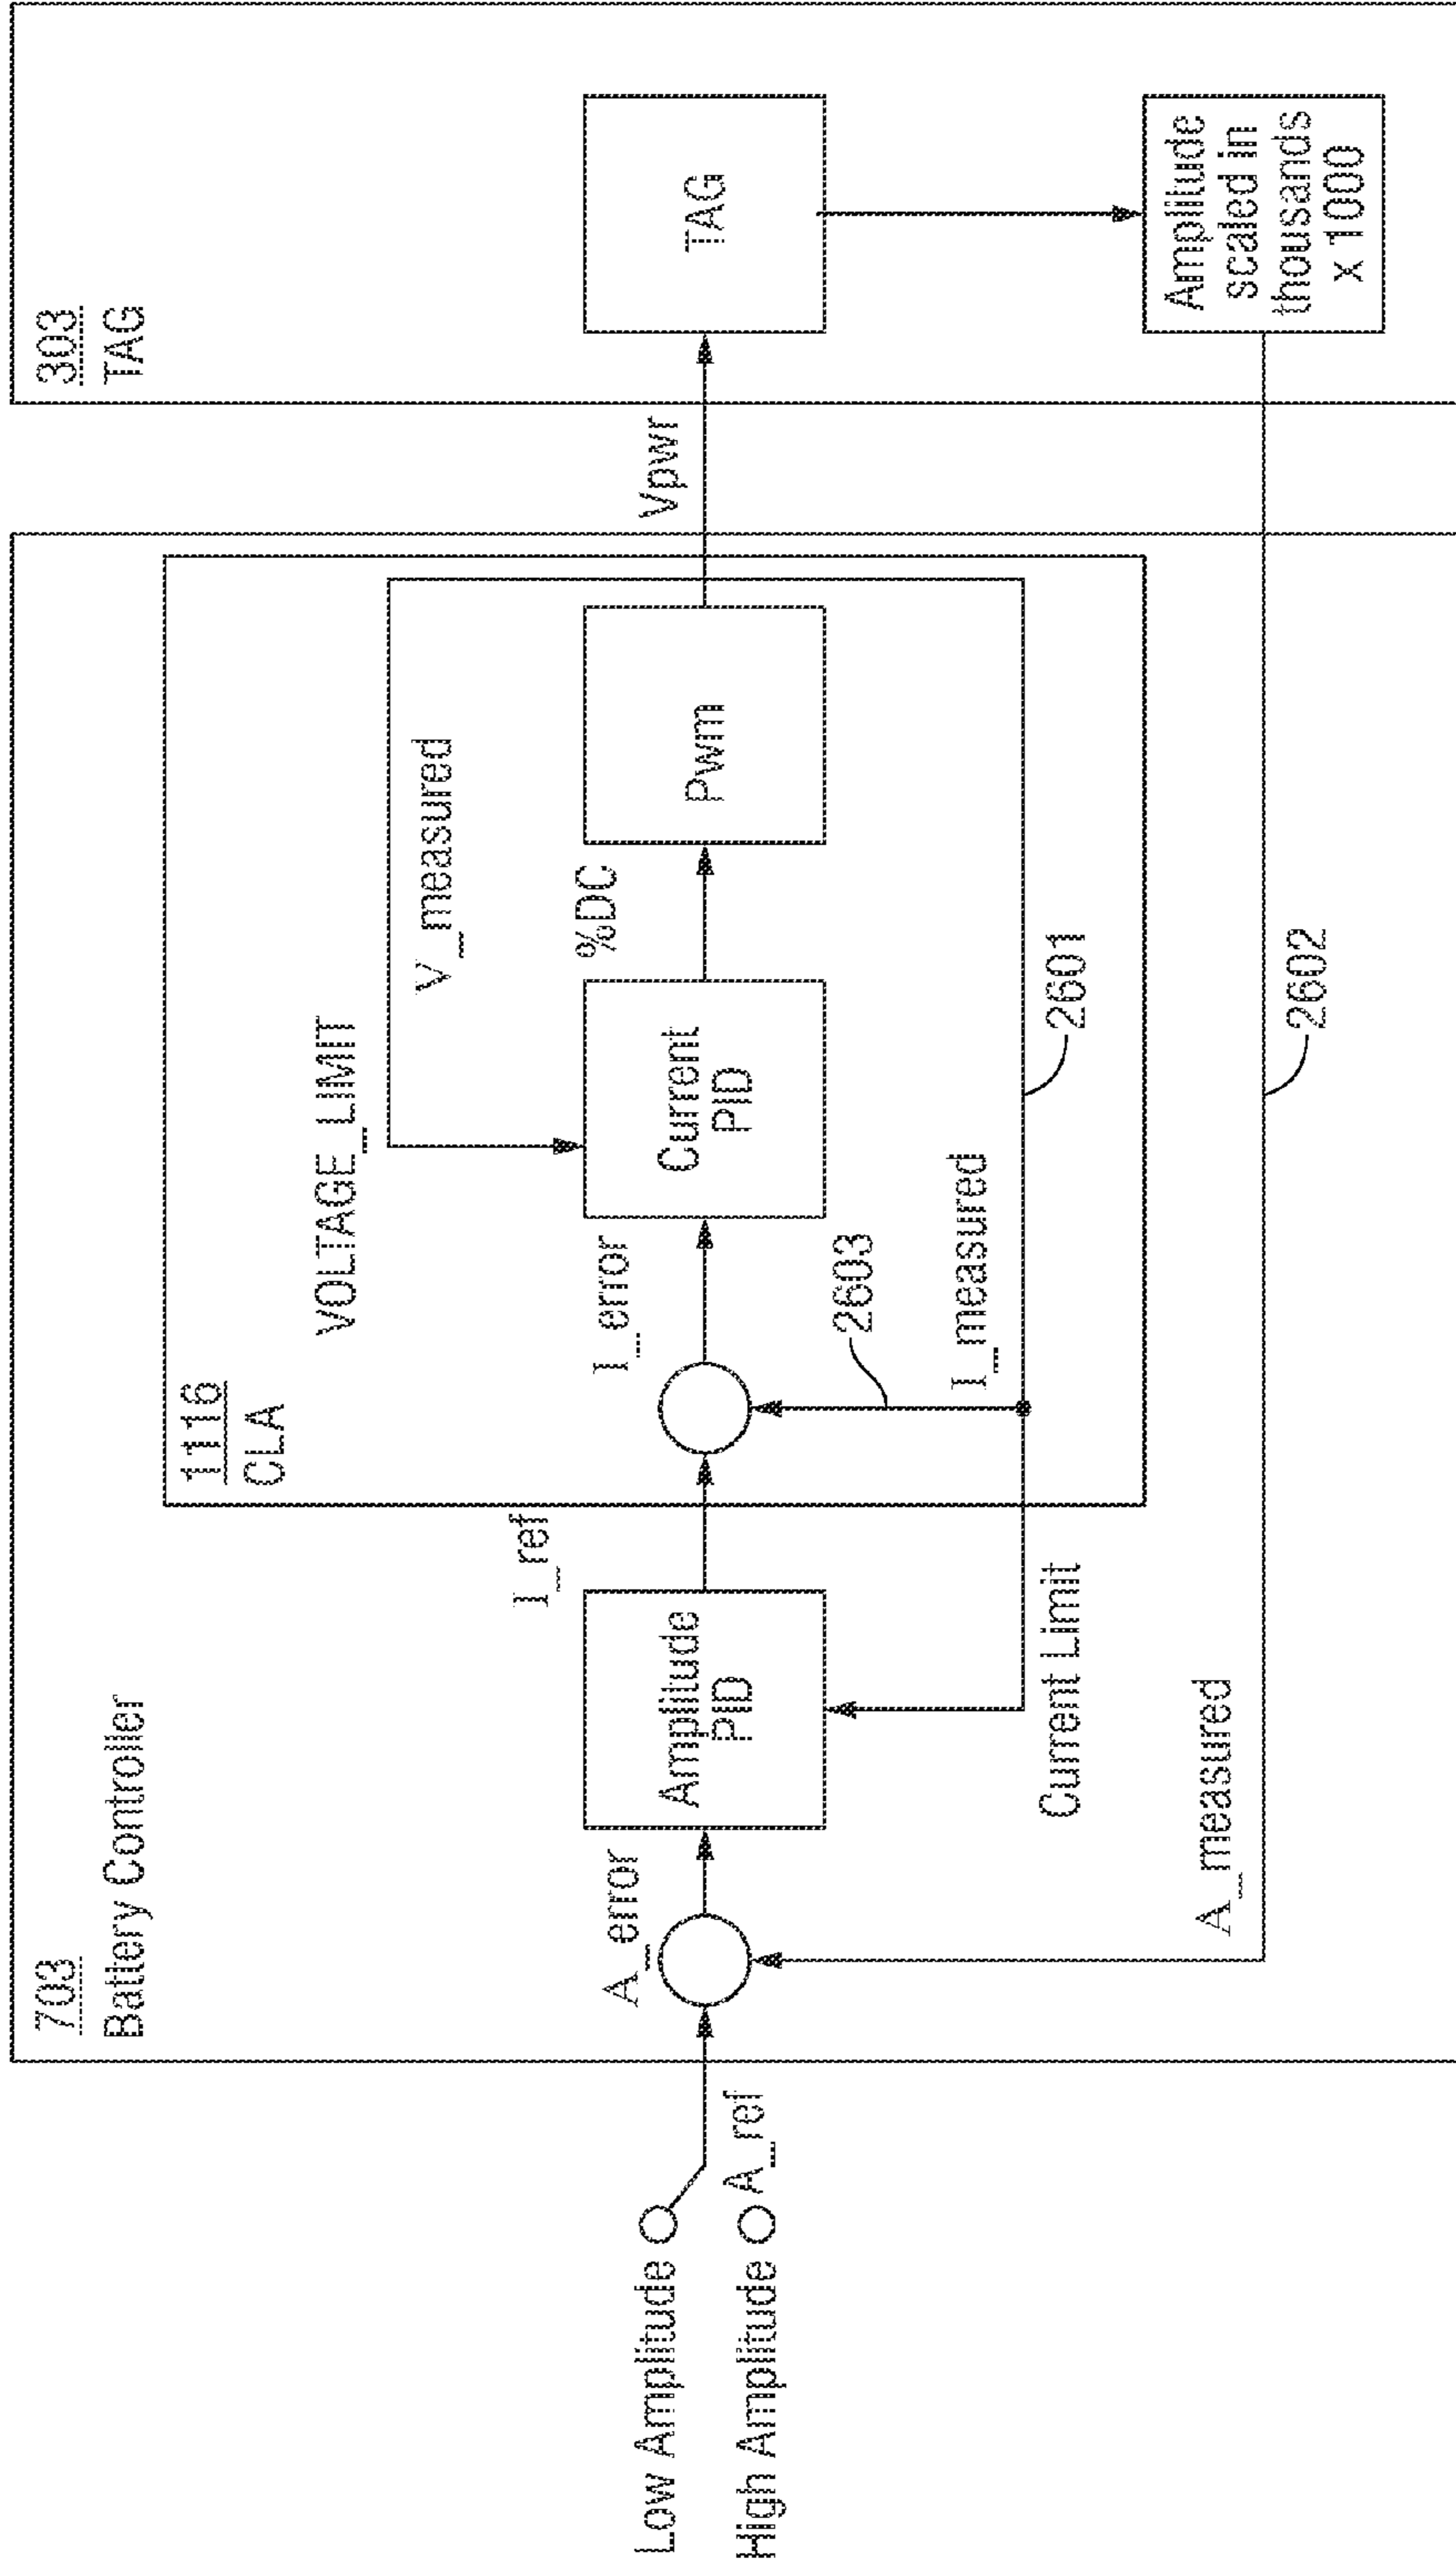 703
Battery Controller
1116
CLA
VOLTAGE_LIMIT
V_measured
Low Amplitude
High Amplitude
A_ref
A_error
Amplitude
PID
I_ref
I_error
Current
PID
%DC
Pwm
Vpwr
2603
I_measured
Current Limit
2601
A_measured
2602
303
TAG
TAG
Amplitude
scaled in
thousands
x 1000